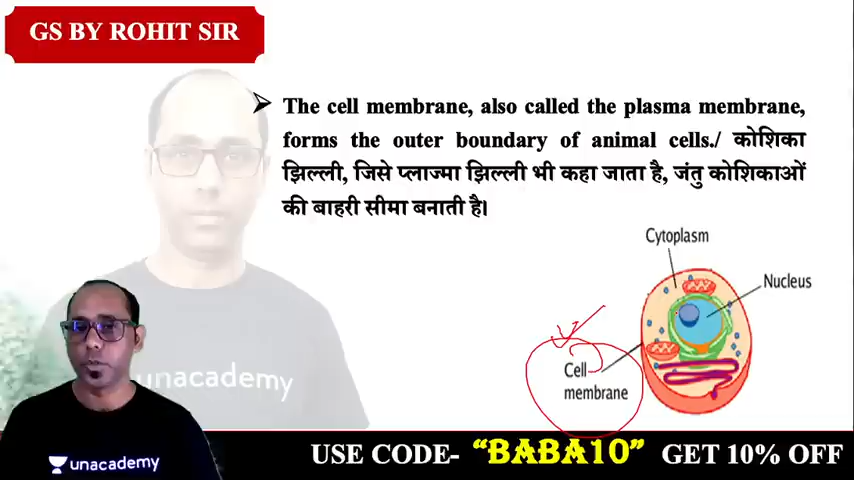 GS BY ROHIT SIR
The cell membrane, also called the plasma membrane,
forms the outer boundary of animal cells./ कोशिका
झिल्ली, जिसे प्लाज्मा झिल्ली भी कहा जाता है, जंतु कोशिकाओं
की बाहरी सीमा बनाती है।
Cytoplasm
Nucleus
Cell
membrane
unacademy
unacademy
USE CODE- “BABA10” GET 10% OFF